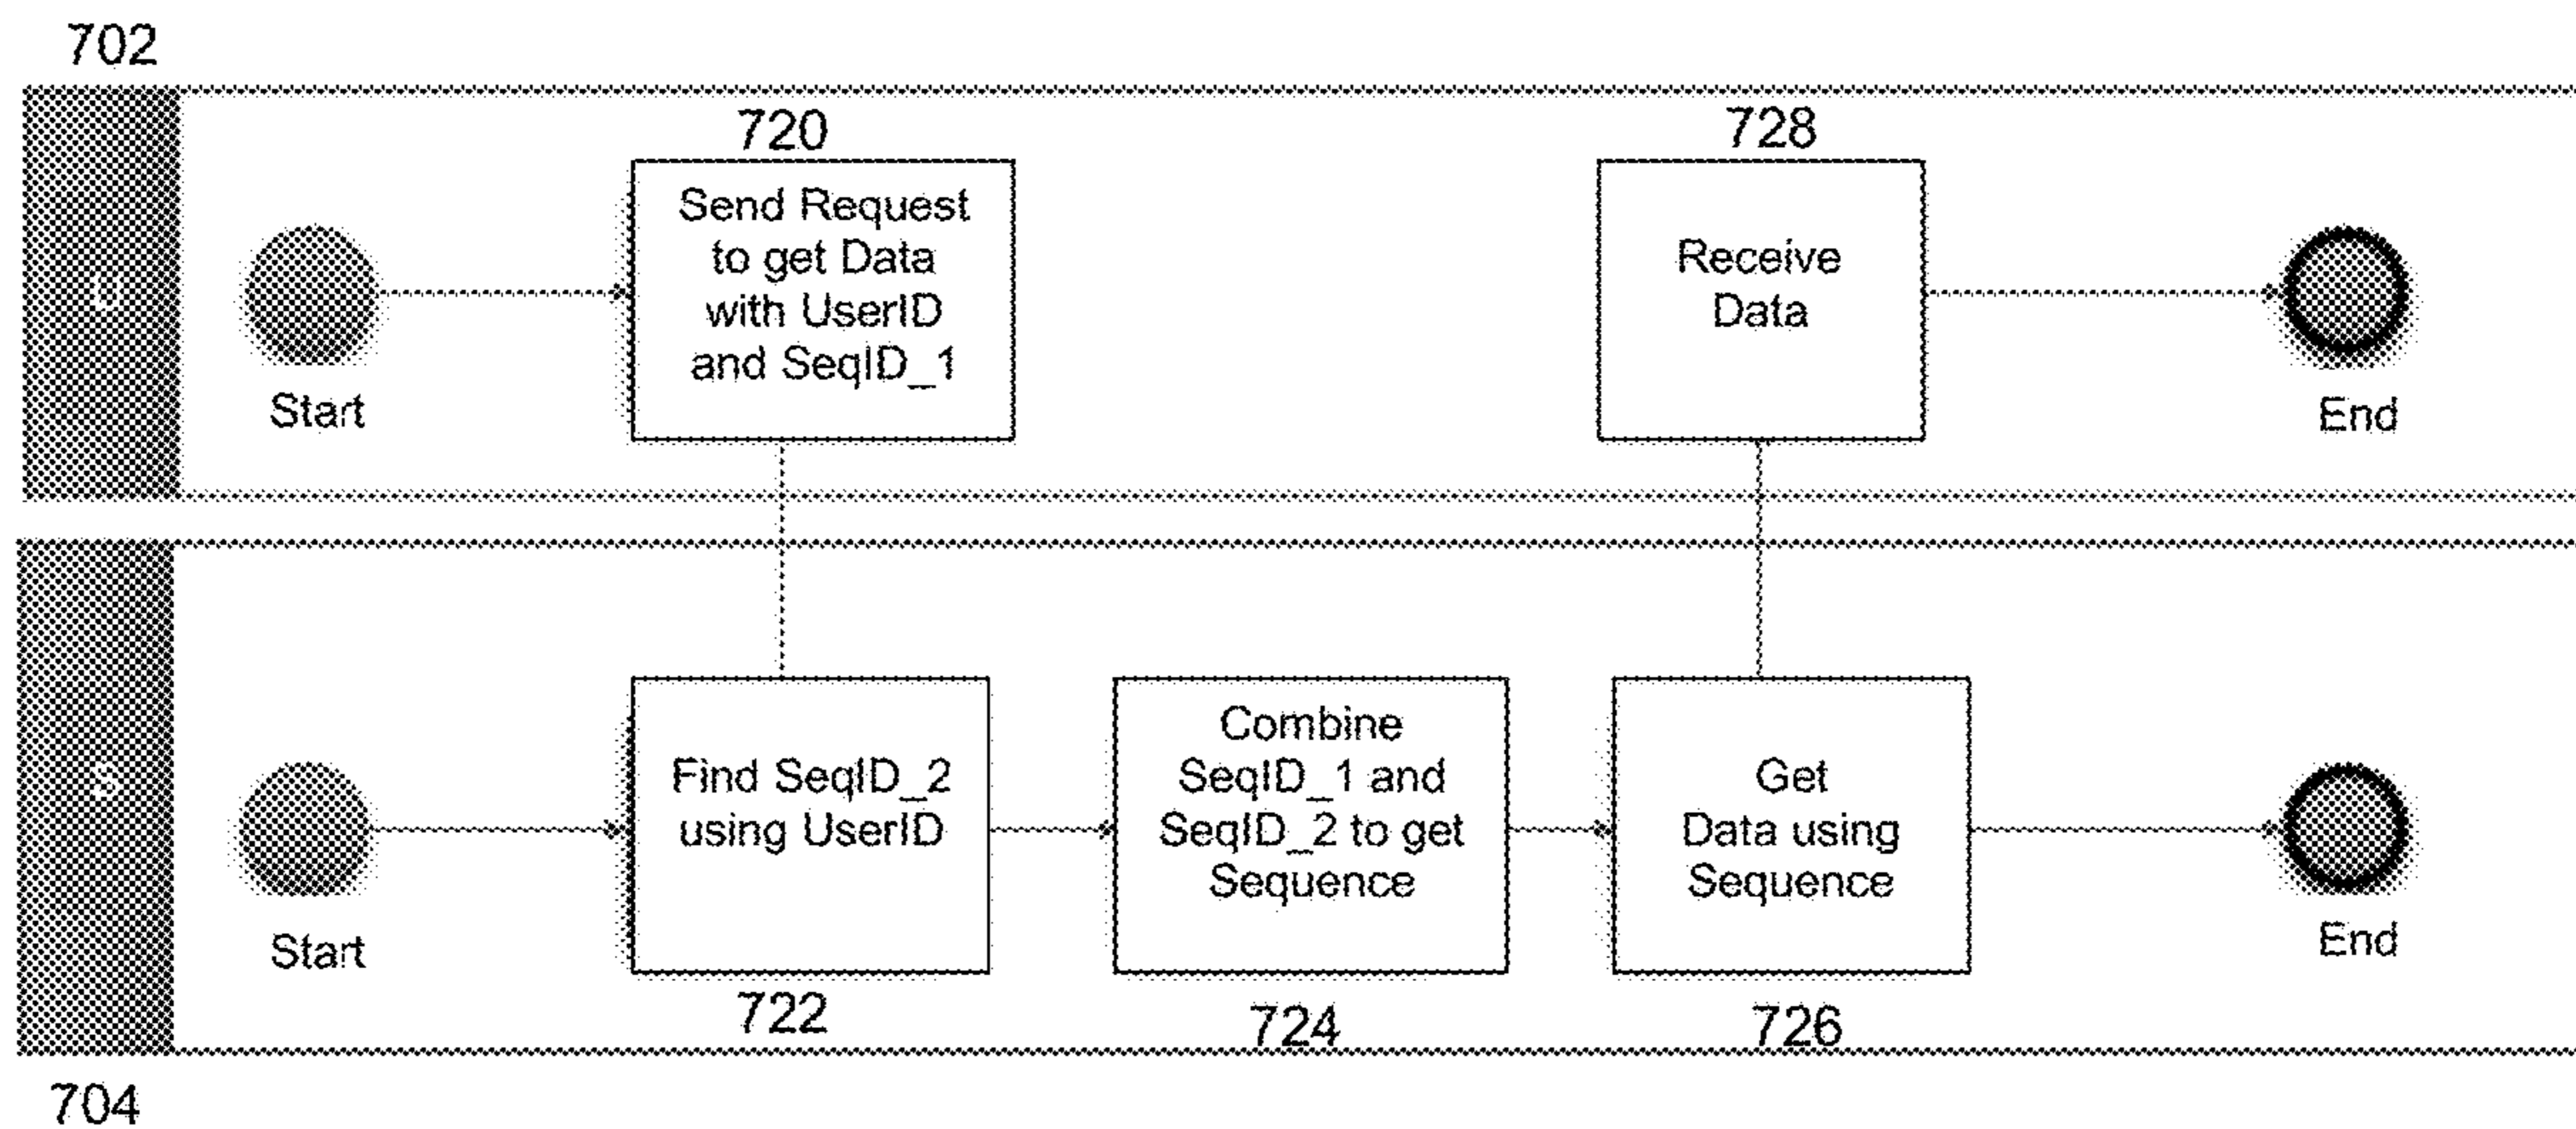 702
720
Send Request
to get Data
with UserID
and SeqID_1
728
Receive
Data
Start
End
Find SeqID_2
using UserID
Combine
SeqID_1 and
SeqID_2 to get
Sequence
Get
Data using
Sequence
Start
End
722
724
726
704